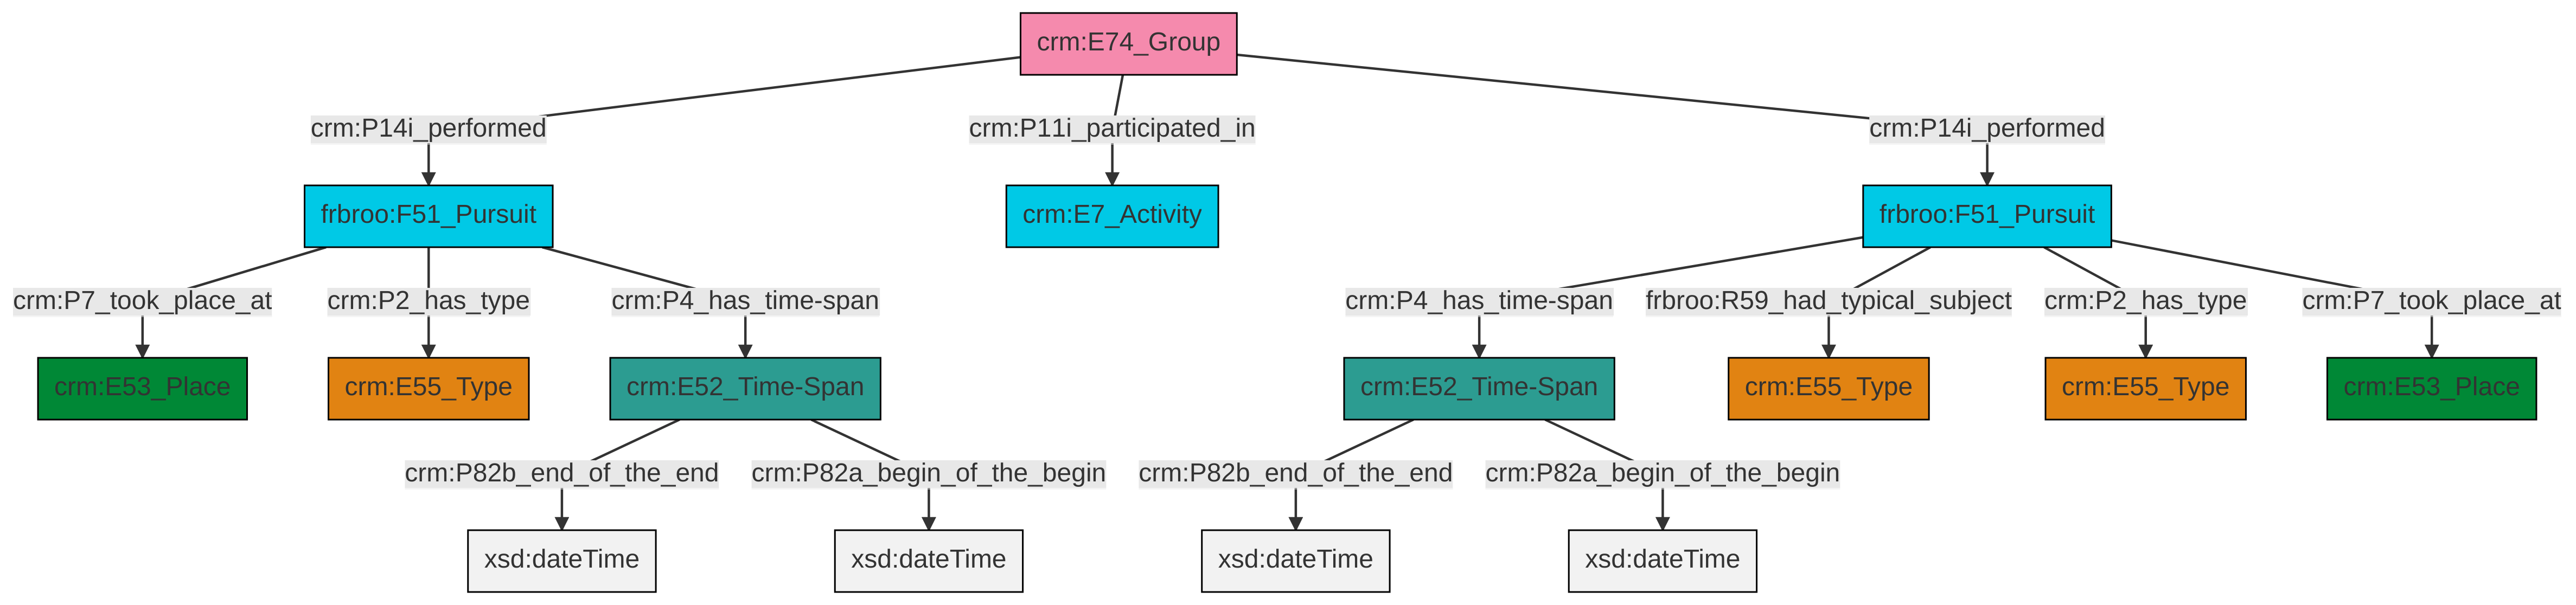 crm:E74_Group
crm:P14i_performed
crm:P11i_participated_in
crm:P14i_performed
frbroo:F51_Pursuit
crm:E7_Activity
frbroo:F51_Pursuit
crm:P7_took_place_at
crm:P2_has_type
crm:P4_has_time-span
crm:P4_has_time-span
frbroo:R59_had_typical_subject
crm:P2_has_type
crm:P7_took_place_at
crm:E53_Place
crm:E55_Type
crm:E52_Time-Span
crm:E52_Time-Span
crm:E55_Type
crm:E55_Type
crm:E53_Place
crm:P82b_end_of_the_end
crm:P82a_begin_of_the_begin
crm:P82b_end_of_the_end
crm:P82a_begin_of_the_begin
xsd:dateTime
xsd:dateTime
xsd:dateTime
xsd:dateTime